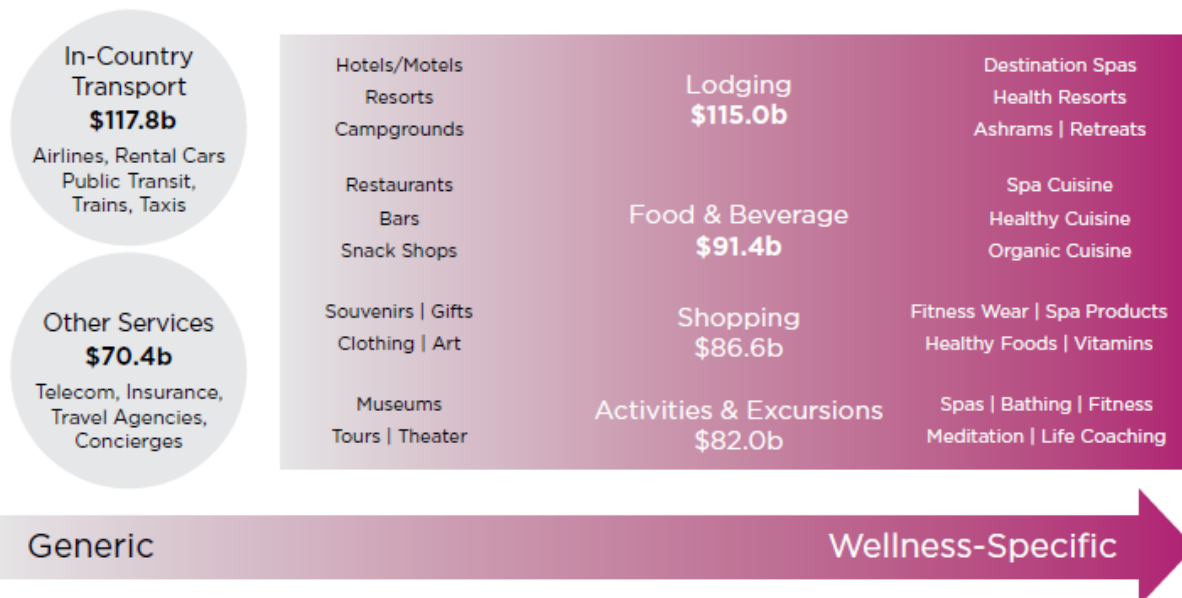 In-Country
Transport
$117.8b
Airlines, Rental Cars
Public Transit,
Trains, Taxis
Other Services
$70.4b
Telecom, Insurance,
Travel Agencies,
Concierges
Hotels/Motels
Resorts
Campgrounds
Lodging
$115.0b
Destination Spas
Health Resorts
Ashrams | Retreats
Restaurants
Bars
Snack Shops
Food & Beverage
$91.4b
Spa Cuisine
Healthy Cuisine
Organic Cuisine
Souvenirs | Gifts
Clothing | Art
Shopping
$86.6b
Fitness Wear | Spa Products
Healthy Foods | Vitamins
Museums
Tours | Theater
Activities & Excursions
$82.0b
Spas | Bathing | Fitness
Meditation | Life Coaching
Generic
Wellness-Specific